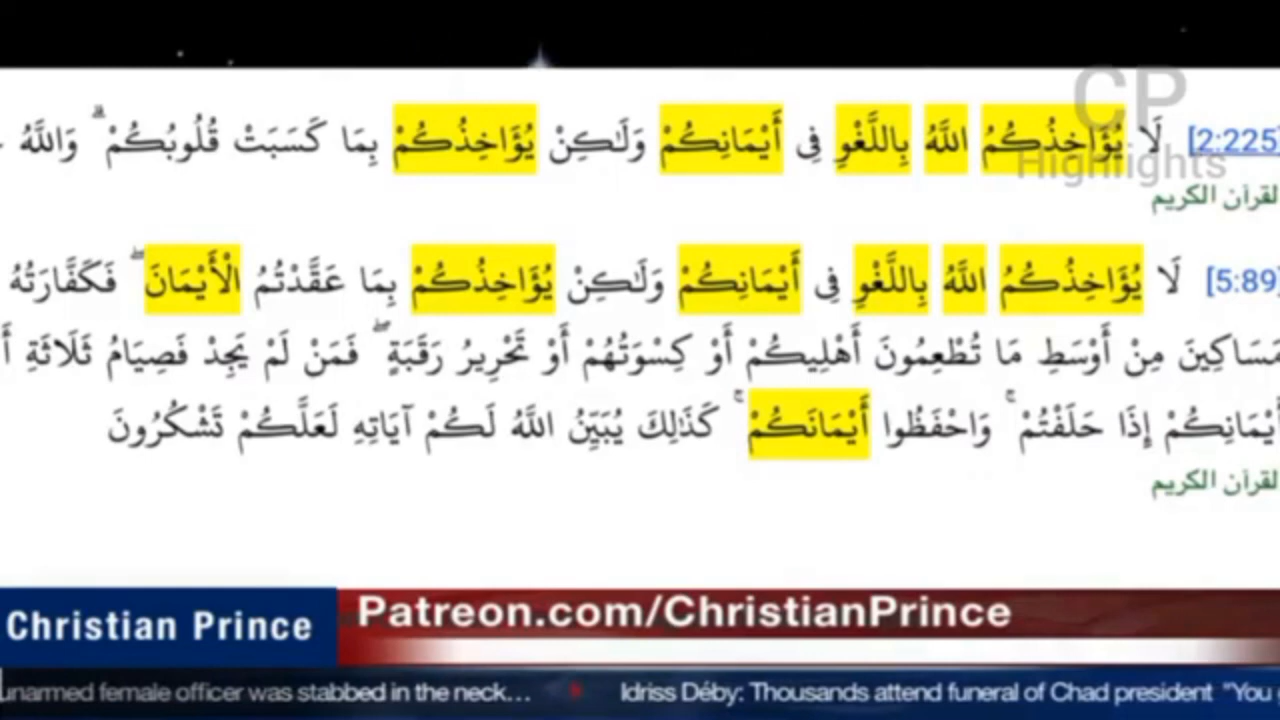 CP
Highlights
[2:225] لَا يُؤَاخِذُكُمُ اللَّهُ بِاللَّغْوِ فِي أَيْمَانِكُمْ وَلَٰكِنْ يُؤَاخِذُكُمْ بِمَا كَسَبَتْ قُلُوبُكُمْ ۗ وَاللَّهُ
لقرآن الكريم
[5:89] لَا يُؤَاخِذُكُمُ اللَّهُ بِاللَّغْوِ فِي أَيْمَانِكُمْ وَلَٰكِنْ يُؤَاخِذُكُمْ بِمَا عَقَّدْتُمُ الْأَيْمَانَ ۖ فَكَفَّارَتُهُ
مَسَاكِينَ مِنْ أَوْسَطِ مَا تُطْعِمُونَ أَهْلِيكُمْ أَوْ كِسْوَتُهُمْ أَوْ تَحْرِيرُ رَقَبَةٍ ۖ فَمَنْ لَمْ يَجِدْ فَصِيَامُ ثَلَاثَةِ
أَيْمَانِكُمْ إِذَا حَلَفْتُمْ ۚ وَاحْفَظُوا أَيْمَانَكُمْ ۚ كَذَٰلِكَ يُبَيِّنُ اللَّهُ لَكُمْ آيَاتِهِ لَعَلَّكُمْ تَشْكُرُونَ
لقرآن الكريم
Christian Prince
Patreon.com/ChristianPrince
unarmed female officer was stabbed in the neck... Idriss Déby: Thousands attend funeral of Chad president "You